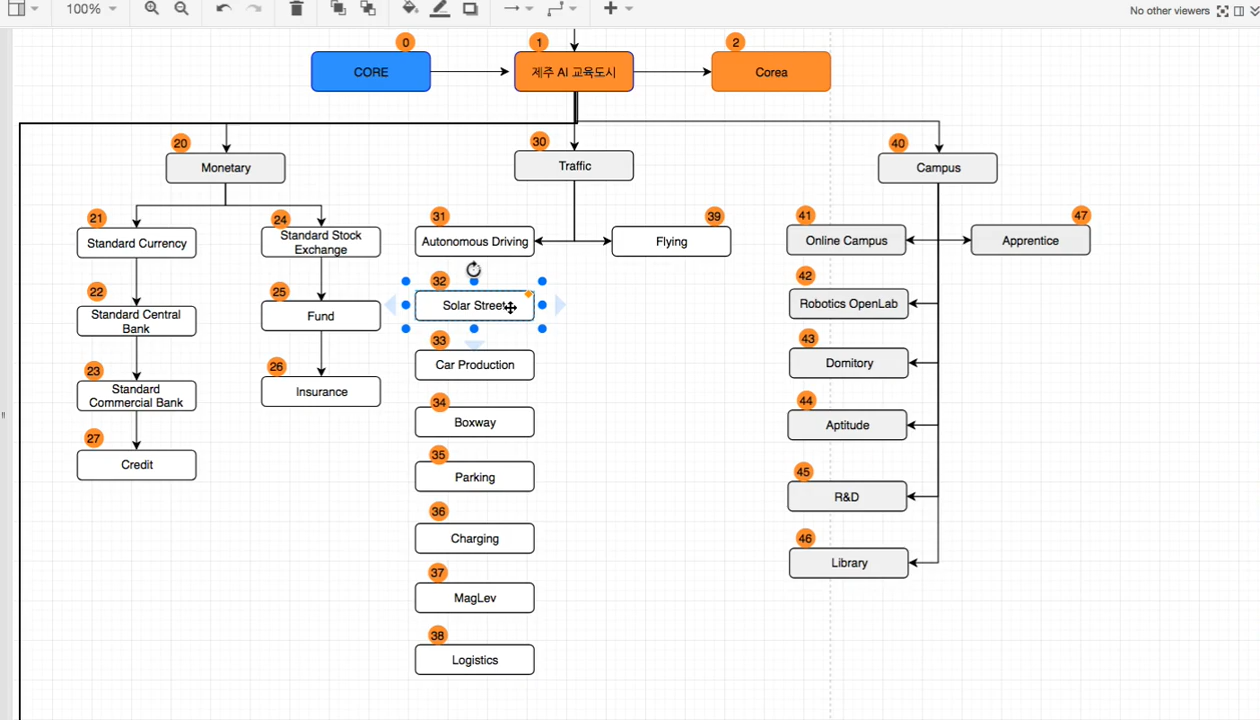 100%
No other viewers
0
1
2
CORE
제주 AI 교육도시
Corea
20
30
40
Monetary
Traffic
Campus
21
24
31
39
41
47
Standard Currency
Standard Stock
Exchange
Autonomous Driving
Flying
Online Campus
Apprentice
22
25
32
42
Standard Central
Bank
Fund
Solar Street
Robotics OpenLab
23
26
33
43
Standard
Commercial Bank
Insurance
Car Production
Domitory
27
34
44
Credit
Boxway
Aptitude
35
45
Parking
R&D
36
46
Charging
Library
37
MagLev
38
Logistics